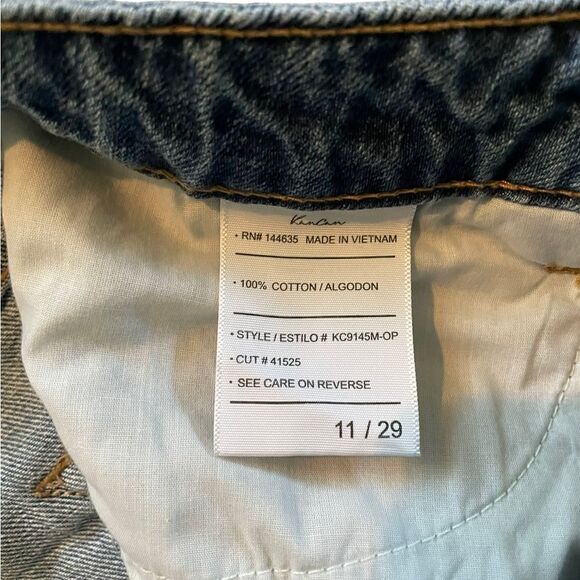 KanCan
• RN# 144635 MADE IN VIETNAM
• 100% COTTON / ALGODON
• STYLE / ESTILO # KC9145M-OP
• CUT # 41525
• SEE CARE ON REVERSE
11 / 29